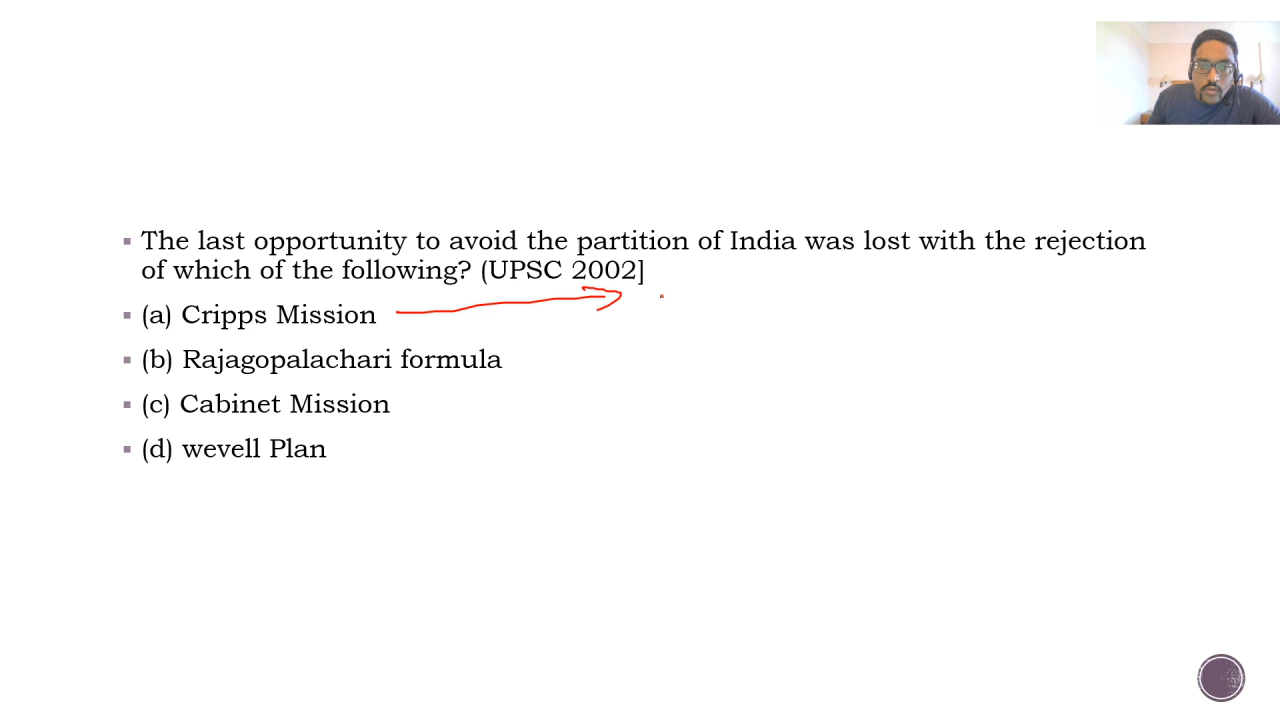 The last opportunity to avoid the partition of India was lost with the rejection
of which of the following? (UPSC 2002]
(a) Cripps Mission
(b) Rajagopalachari formula
(c) Cabinet Mission
(d) wevell Plan